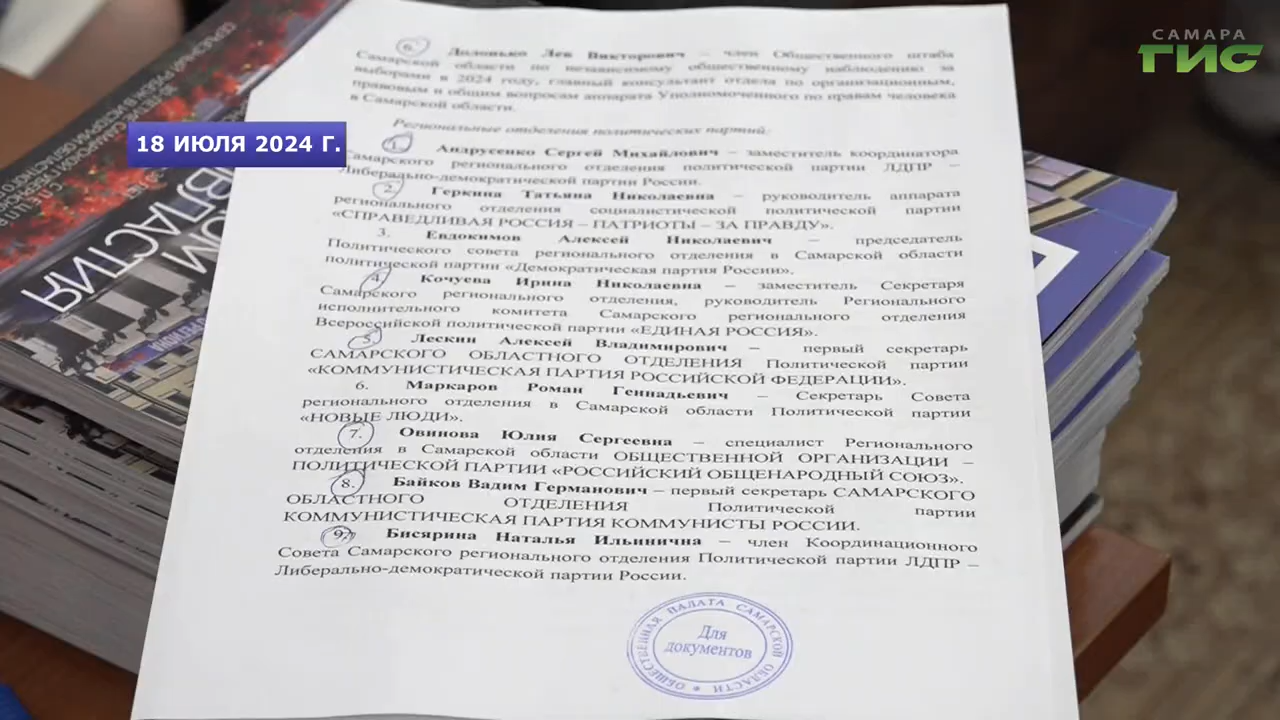 САМАРА
ГИС
18 ИЮЛЯ 2024 Г.
6. Долонько Лев Викторович – член Общественного штаба
Самарской области по независимому общественному наблюдению за
выборами в 2024 году, главный консультант отдела по организационным,
правовым и общим вопросам аппарата Уполномоченного по правам человека
в Самарской области.
Региональные отделения политических партий:
1. Андрусенко Сергей Михайлович – заместитель координатора
Самарского регионального отделения политической партии ЛДПР –
Либерально-демократической партии России.
2. Геркина Татьяна Николаевна – руководитель аппарата
регионального отделения социалистической политической партии
«СПРАВЕДЛИВАЯ РОССИЯ – ПАТРИОТЫ – ЗА ПРАВДУ».
3. Евдокимов Алексей Николаевич – председатель
Политического совета регионального отделения в Самарской области
политической партии «Демократическая партия России».
4. Кочуева Ирина Николаевна – заместитель Секретаря
Самарского регионального отделения, руководитель Регионального
исполнительного комитета Самарского регионального отделения
Всероссийской политической партии «ЕДИНАЯ РОССИЯ».
5. Лескин Алексей Владимирович – первый секретарь
САМАРСКОГО ОБЛАСТНОГО ОТДЕЛЕНИЯ Политической партии
«КОММУНИСТИЧЕСКАЯ ПАРТИЯ РОССИЙСКОЙ ФЕДЕРАЦИИ».
6. Маркаров Роман Геннадьевич – Секретарь Совета
регионального отделения в Самарской области Политической партии
«НОВЫЕ ЛЮДИ».
7. Овинова Юлия Сергеевна – специалист Регионального
отделения в Самарской области ОБЩЕСТВЕННОЙ ОРГАНИЗАЦИИ –
ПОЛИТИЧЕСКОЙ ПАРТИИ «РОССИЙСКИЙ ОБЩЕНАРОДНЫЙ СОЮЗ».
8. Байков Вадим Германович – первый секретарь САМАРСКОГО
ОБЛАСТНОГО ОТДЕЛЕНИЯ Политической партии
КОММУНИСТИЧЕСКАЯ ПАРТИЯ КОММУНИСТЫ РОССИИ.
9. Бисярина Наталья Ильинична – член Координационного
Совета Самарского регионального отделения Политической партии ЛДПР –
Либерально-демократической партии России.
ОБЩЕСТВЕННАЯ ПАЛАТА САМАРСКОЙ ОБЛАСТИ
Для
документов